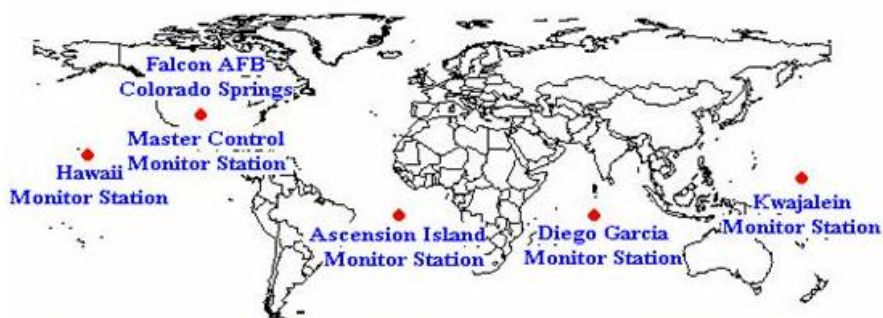 Falcon AFB
Colorado Springs
Master Control
Monitor Station
Hawaii
Monitor Station
Ascension Island
Monitor Station
Diego Garcia
Monitor Station
Kwajalein
Monitor Station